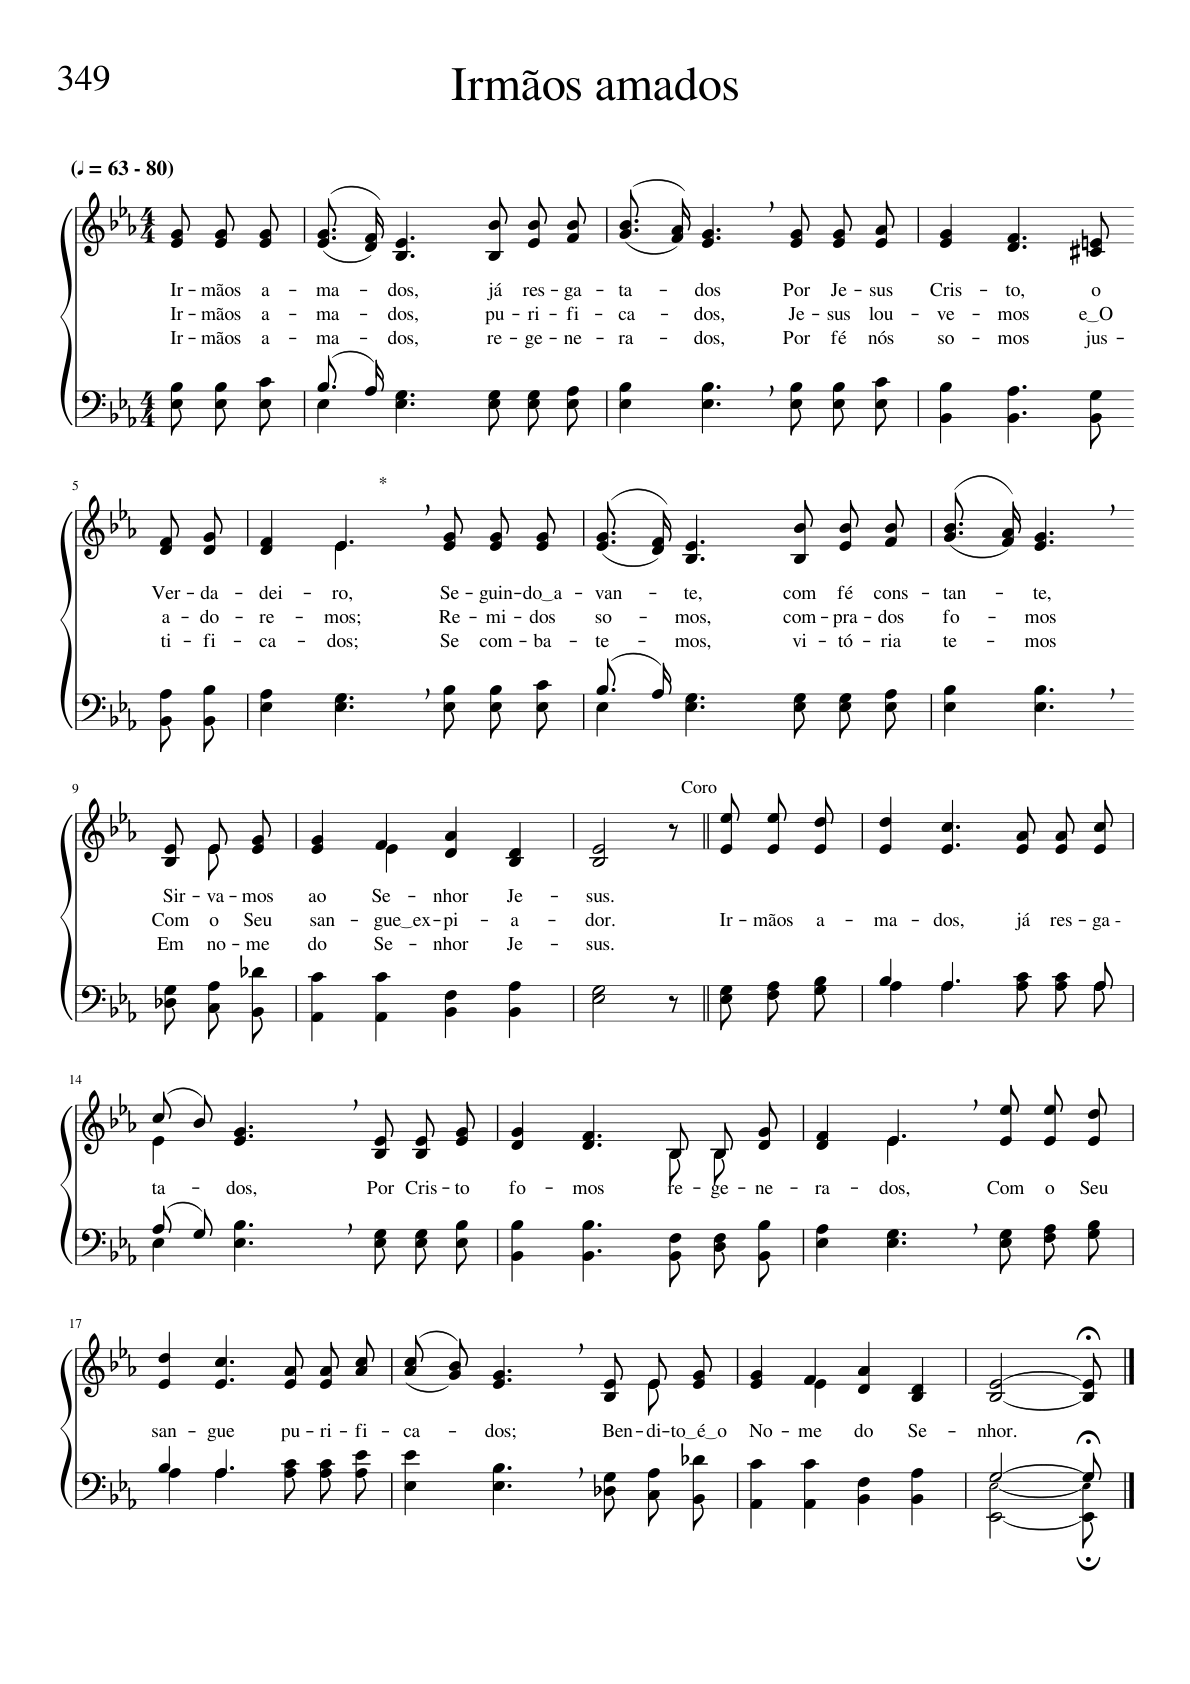 349
Irmãos amados
(♩ = 63 - 80)
Ir – mãos a – ma – dos, já res – ga – ta – dos Por Je – sus Cris – to, o
Ir – mãos a – ma – dos, pu – ri – fi – ca – dos, Je – sus lou – ve – mos e‿O
Ir – mãos a – ma – dos, re – ge – ne – ra – dos, Por fé nós so – mos jus –
5
*
Ver – da – dei – ro, Se – guin – do‿a – van – te, com fé cons – tan – te,
a – do – re – mos; Re – mi – dos so – mos, com – pra – dos fo – mos
ti – fi – ca – dos; Se com – ba – te – mos, vi – tó – ria te – mos
9
Coro
Sir – va – mos ao Se – nhor Je – sus.
Com o Seu san – gue‿ex – pi – a – dor. Ir – mãos a – ma – dos, já res – ga -
Em no – me do Se – nhor Je – sus.
14
ta – dos, Por Cris – to fo – mos re – ge – ne – ra – dos, Com o Seu
17
san – gue pu – ri – fi – ca – dos; Ben – di – to‿é‿o No – me do Se – nhor.